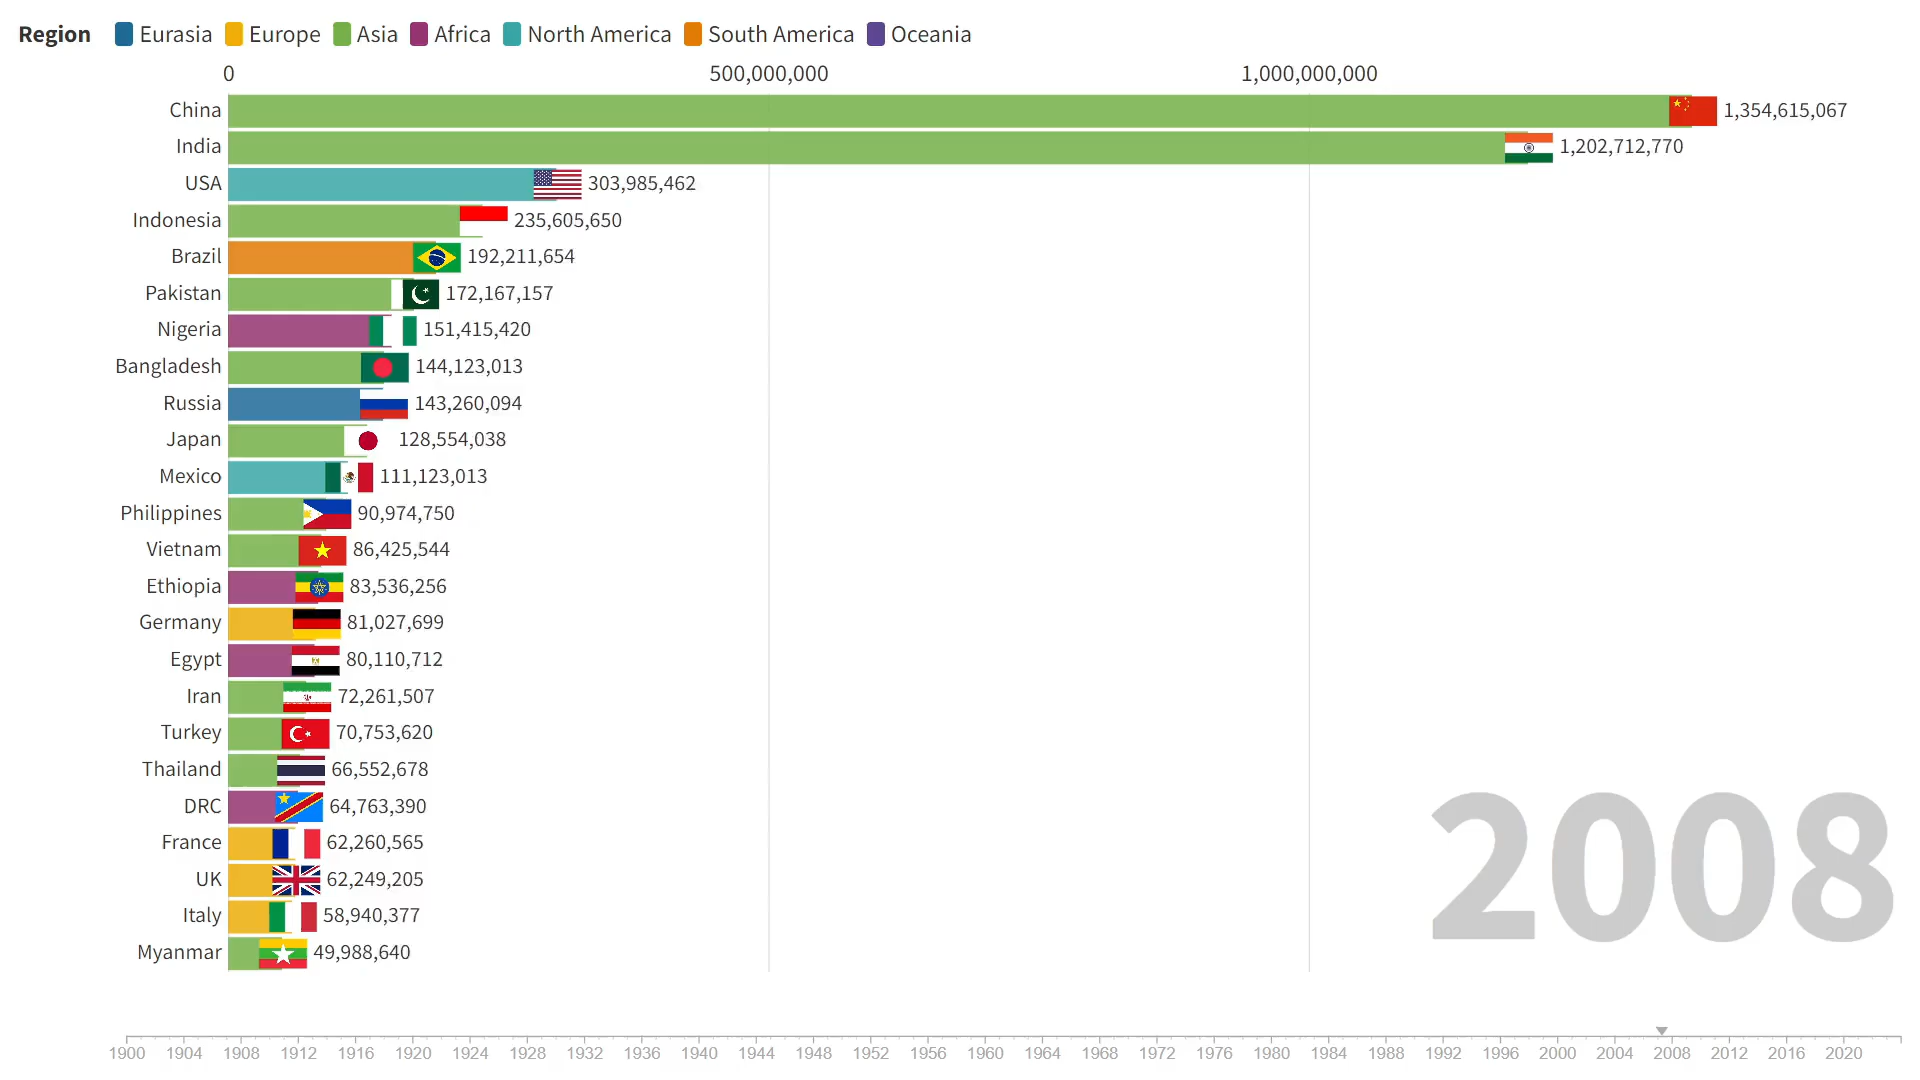 Region Eurasia Europe Asia Africa North America South America Oceania
0 500,000,000 1,000,000,000
China 1,354,615,067
India 1,202,712,770
USA 303,985,462
Indonesia 235,605,650
Brazil 192,211,654
Pakistan 172,167,157
Nigeria 151,415,420
Bangladesh 144,123,013
Russia 143,260,094
Japan 128,554,038
Mexico 111,123,013
Philippines 90,974,750
Vietnam 86,425,544
Ethiopia 83,536,256
Germany 81,027,699
Egypt 80,110,712
Iran 72,261,507
Turkey 70,753,620
Thailand 66,552,678
DRC 64,763,390
France 62,260,565
UK 62,249,205
Italy 58,940,377
Myanmar 49,988,640
2008
1900 1904 1908 1912 1916 1920 1924 1928 1932 1936 1940 1944 1948 1952 1956 1960 1964 1968 1972 1976 1980 1984 1988 1992 1996 2000 2004 2008 2012 2016 2020